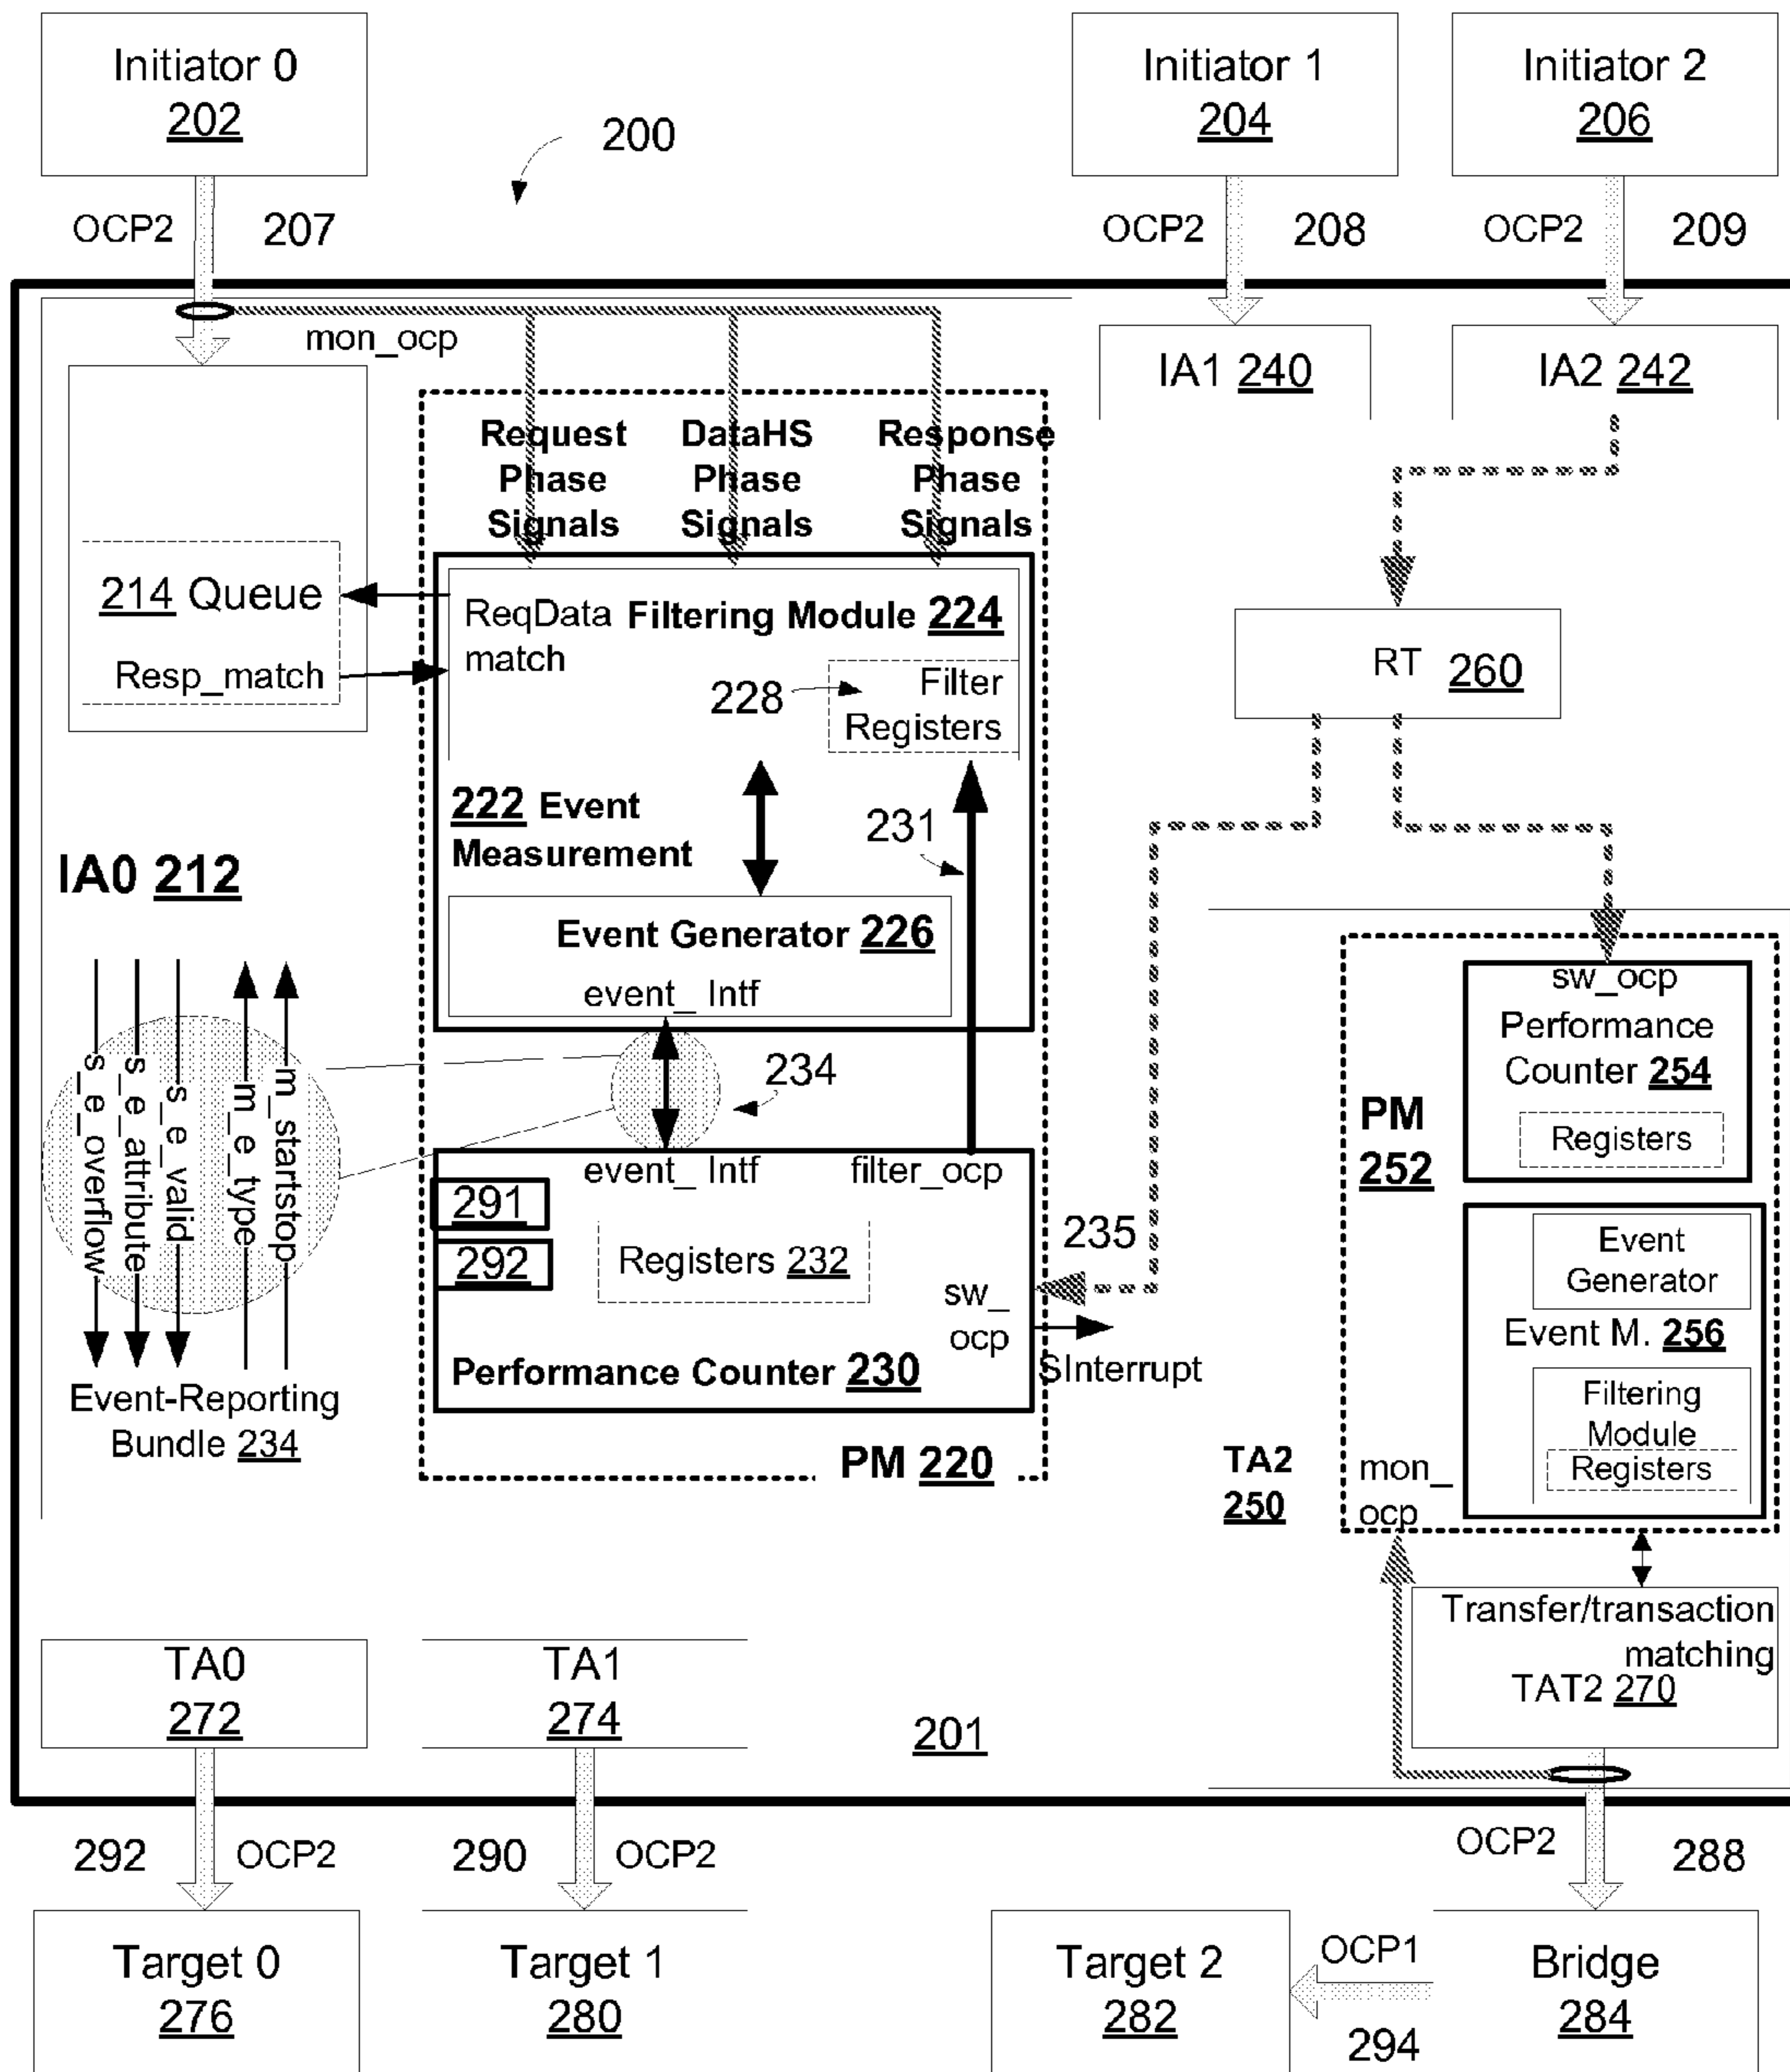 Initiator 0
202
Initiator 1
204
Initiator 2
206
200
OCP2
207
OCP2
208
OCP2
209
mon_ocp
IA1 240
IA2 242
Request
Phase
Signals
DataHS
Phase
Signals
Response
Phase
Signals
214 Queue
Resp_match
ReqData
match
Filtering Module 224
228
Filter
Registers
RT 260
222 Event
Measurement
231
IA0 212
Event Generator 226
event_ Intf
s_e_overflow
s_e_attribute
s_e_valid
m_e_type
m_startstop
234
event_ Intf
filter_ocp
291
292
Registers 232
sw_
ocp
235
SInterrupt
Performance Counter 230
Event-Reporting
Bundle 234
PM 220
sw_ocp
Performance
Counter 254
Registers
PM
252
Event
Generator
Event M. 256
Filtering
Module
Registers
TA2
250
mon_
ocp
Transfer/transaction
matching
TAT2 270
TA0
272
TA1
274
201
292
OCP2
290
OCP2
OCP2
288
Target 0
276
Target 1
280
Target 2
282
OCP1
294
Bridge
284